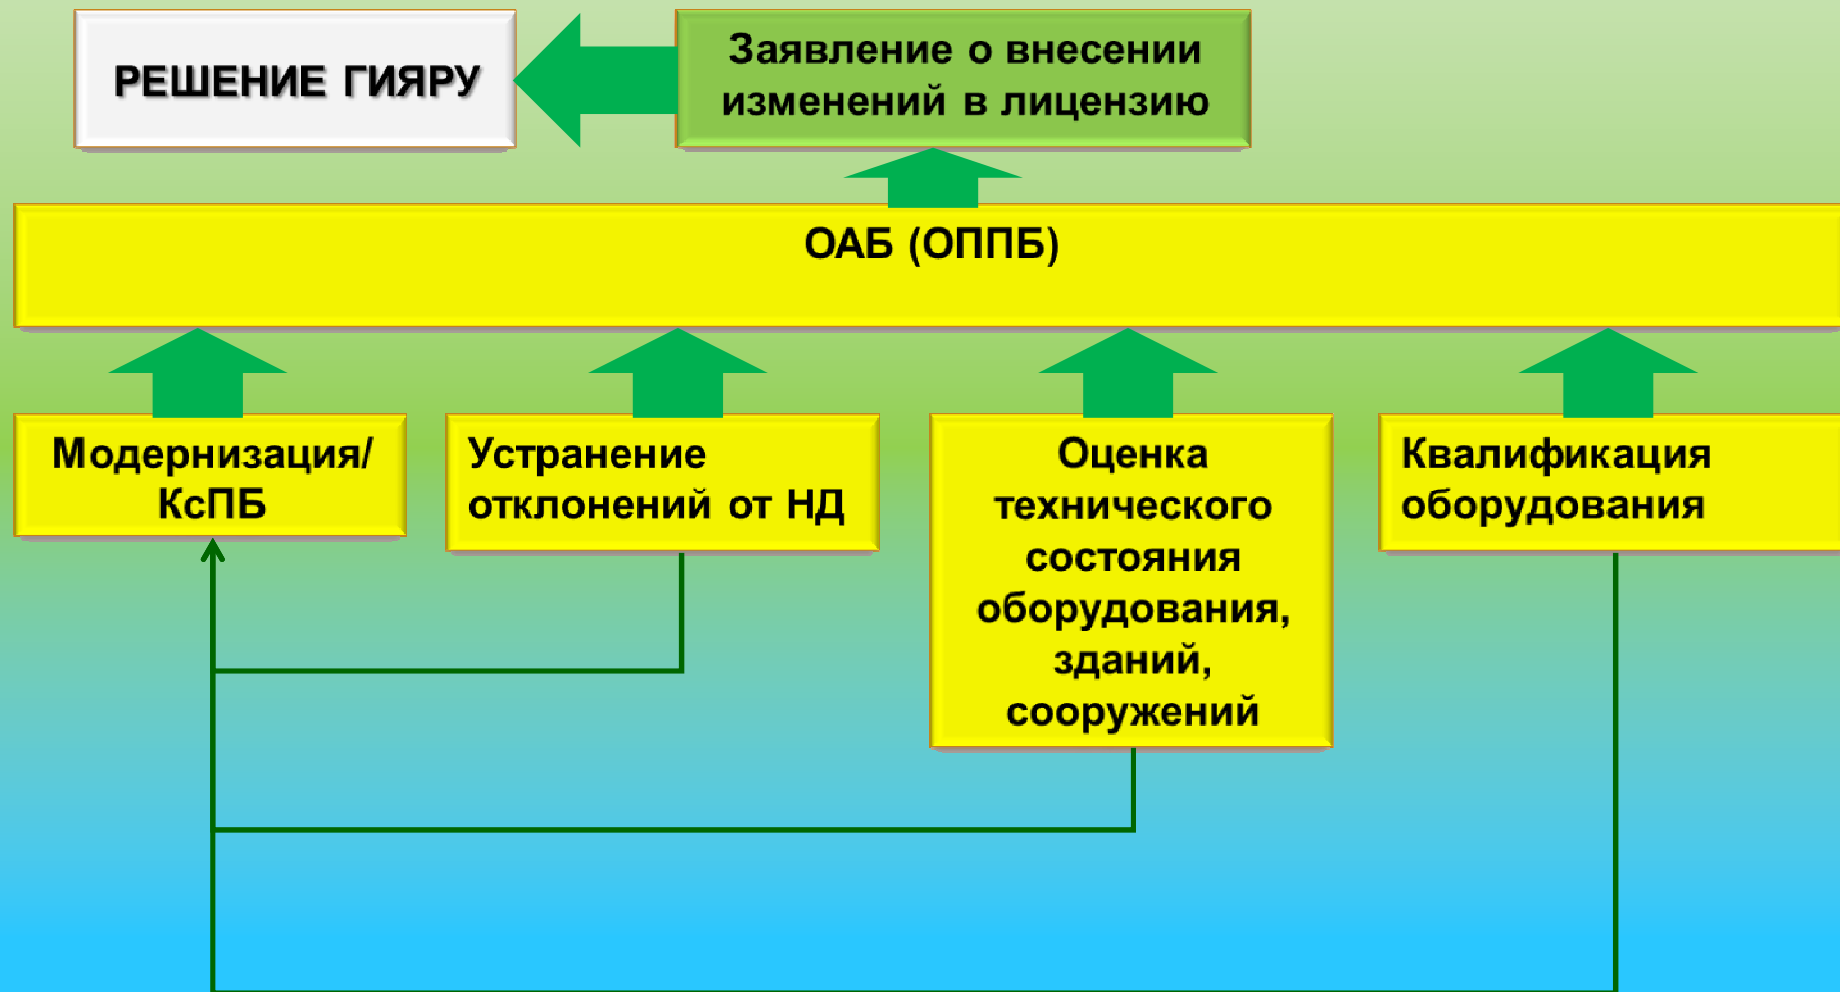 РЕШЕНИЕ ГИЯРУ
Заявление о внесении
изменений в лицензию
ОАБ (ОППБ)
Модернизация/
КсПБ
Устранение
отклонений от НД
Оценка
технического
состояния
оборудования,
зданий,
сооружений
Квалификация
оборудования